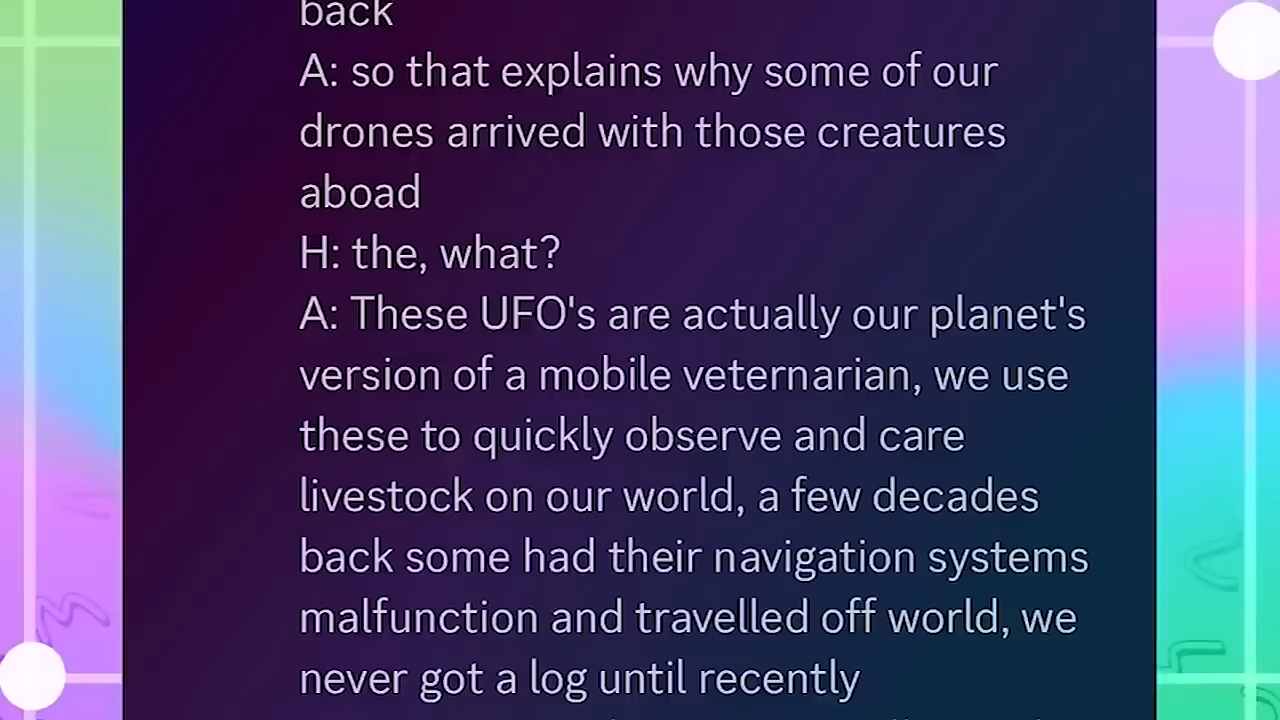 back
A: so that explains why some of our
drones arrived with those creatures
aboad
H: the, what?
A: These UFO's are actually our planet's
version of a mobile veternarian, we use
these to quickly observe and care
livestock on our world, a few decades
back some had their navigation systems
malfunction and travelled off world, we
never got a log until recently